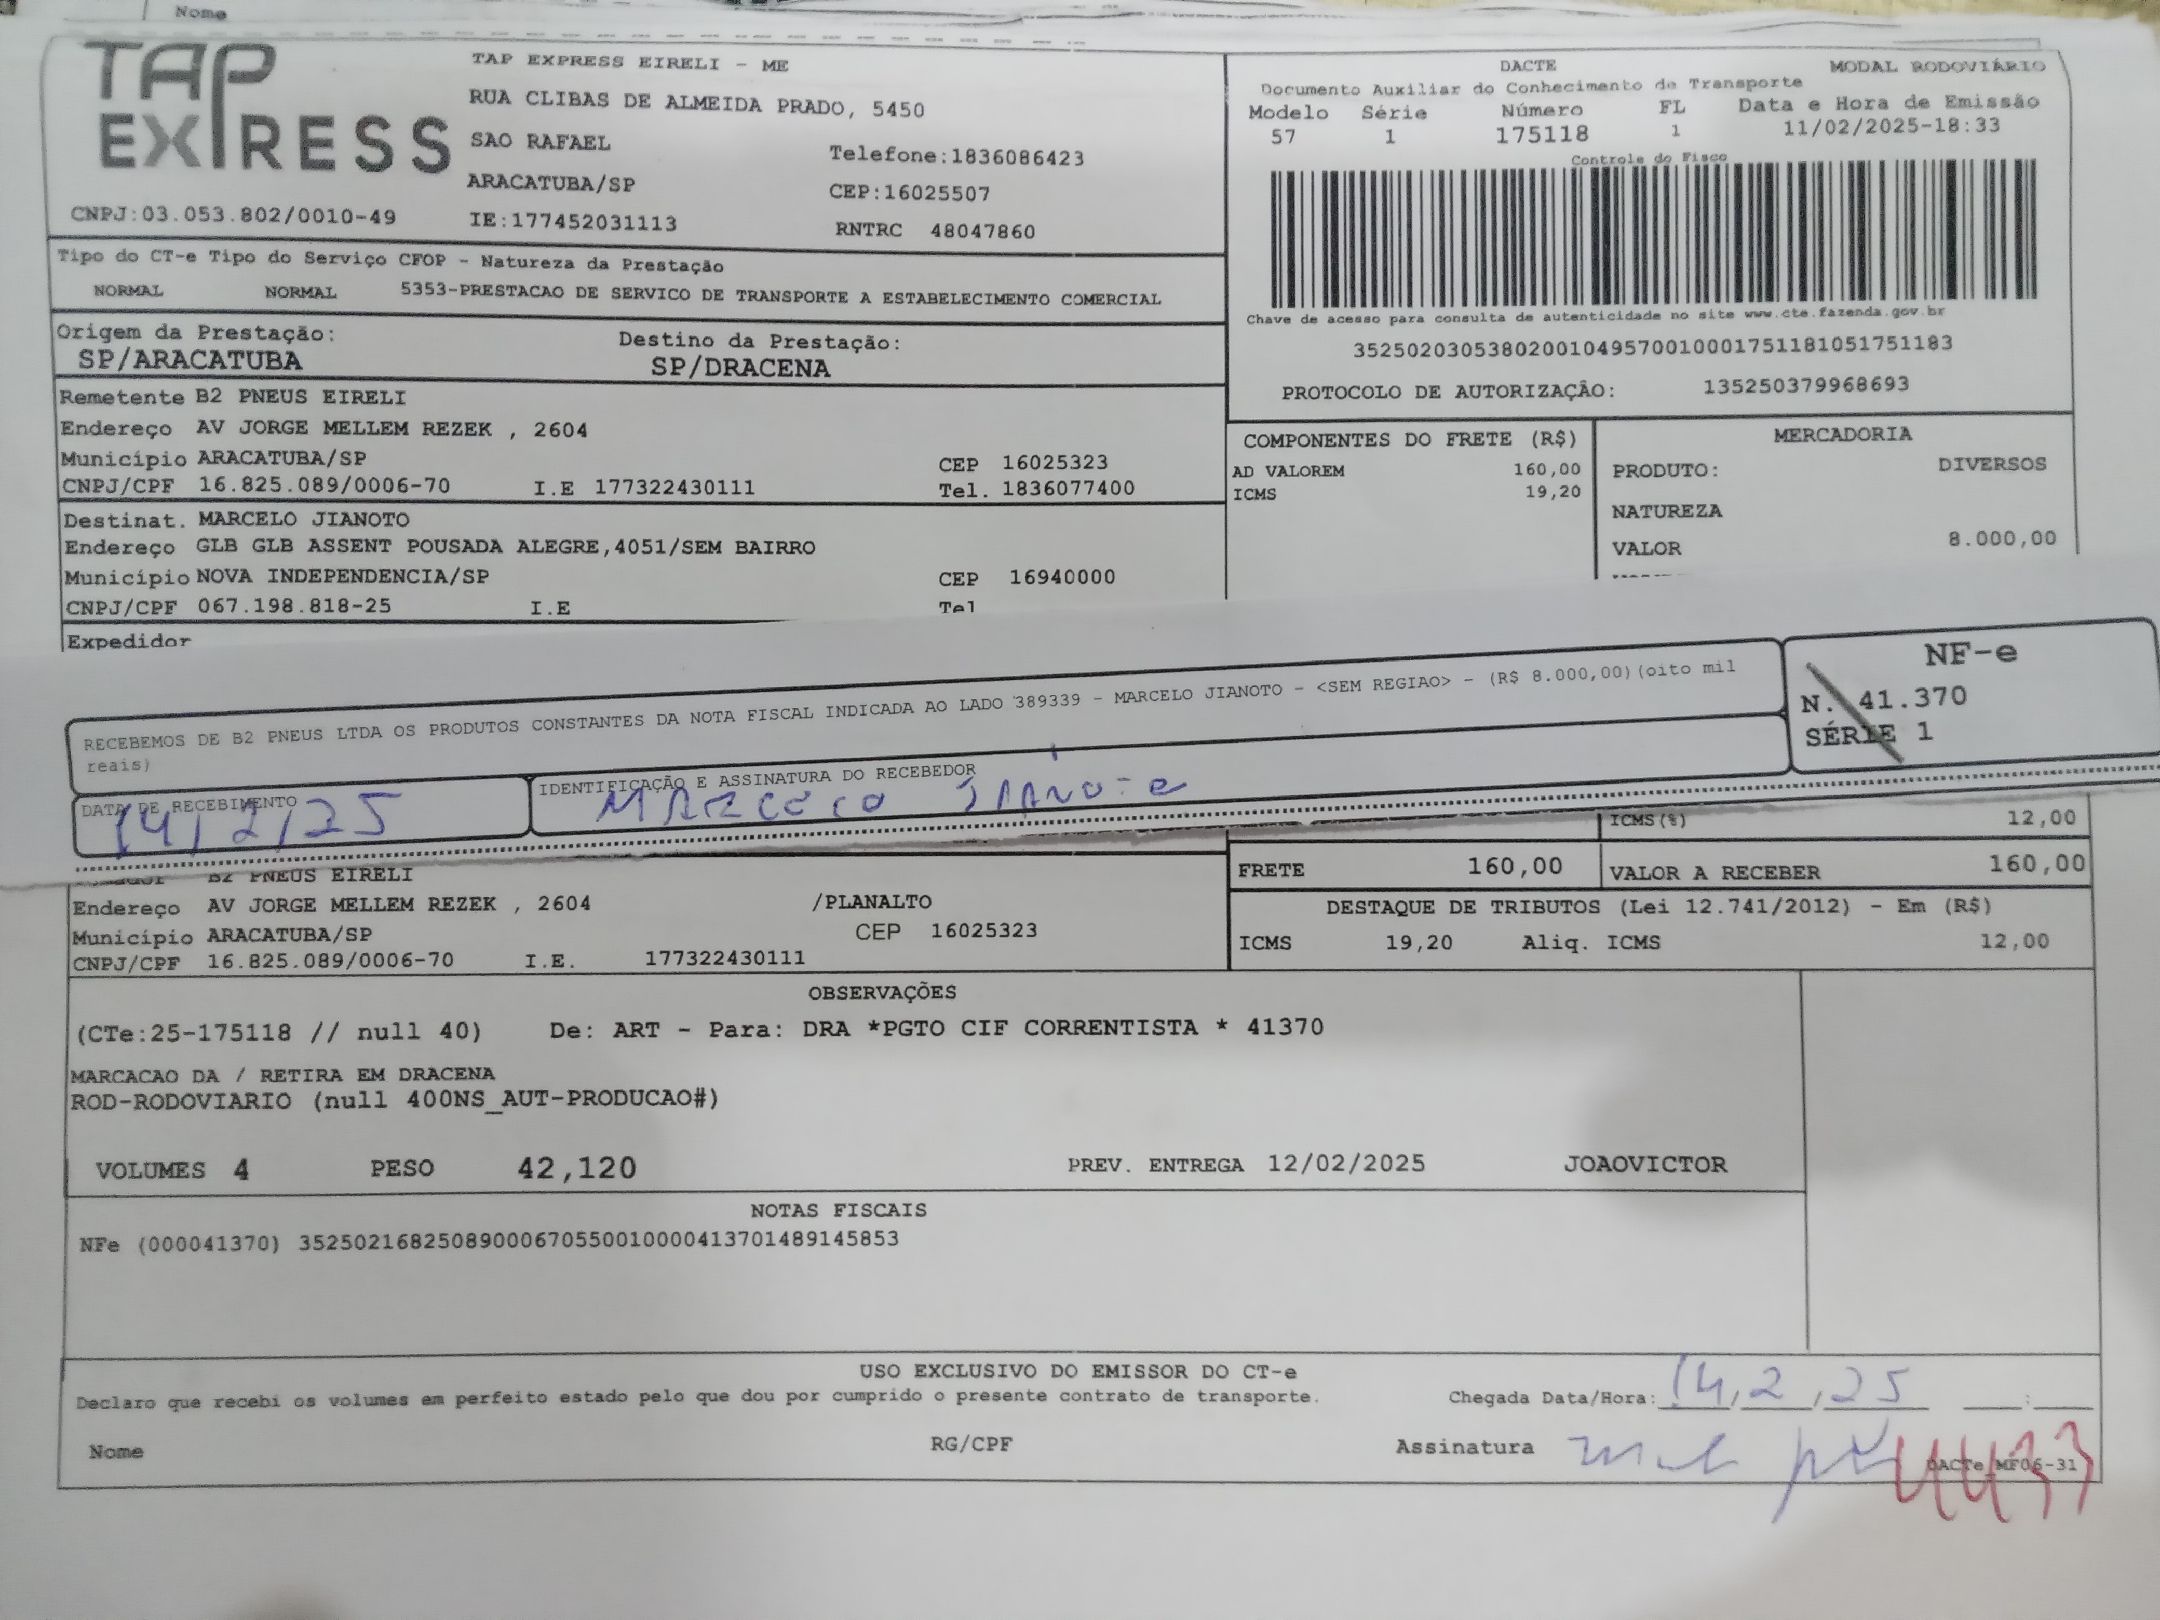 Nome
TAP EXPRESS
TAP EXPRESS EIRELI - ME
RUA CLIBAS DE ALMEIDA PRADO, 5450
SAO RAFAEL
Telefone:1836086423
ARACATUBA/SP
CEP:16025507
CNPJ:03.053.802/0010-49
IE:177452031113
RNTRC 48047860
DACTE
MODAL RODOVIÁRIO
Documento Auxiliar do Conhecimento de Transporte
Modelo Série Número FL Data e Hora de Emissão
57 1 175118 1 11/02/2025-18:33
Controle do Fisco
Chave de acesso para consulta de autenticidade no site www.cte.fazenda.gov.br
35250203053802001049570010001751181051751183
PROTOCOLO DE AUTORIZAÇÃO: 135250379968693
Tipo do CT-e Tipo do Serviço CFOP - Natureza da Prestação
NORMAL NORMAL 5353-PRESTACAO DE SERVICO DE TRANSPORTE A ESTABELECIMENTO COMERCIAL
Origem da Prestação: Destino da Prestação:
SP/ARACATUBA SP/DRACENA
Remetente B2 PNEUS EIRELI
Endereço AV JORGE MELLEM REZEK , 2604
Município ARACATUBA/SP CEP 16025323
CNPJ/CPF 16.825.089/0006-70 I.E 177322430111 Tel. 1836077400
Destinat. MARCELO JIANOTO
Endereço GLB GLB ASSENT POUSADA ALEGRE,4051/SEM BAIRRO
Município NOVA INDEPENDENCIA/SP CEP 16940000
CNPJ/CPF 067.198.818-25 I.E Tel
Expedidor
COMPONENTES DO FRETE (R$)
AD VALOREM 160,00
ICMS 19,20
MERCADORIA
PRODUTO: DIVERSOS
NATUREZA
VALOR 8.000,00
RECEBEMOS DE B2 PNEUS LTDA OS PRODUTOS CONSTANTES DA NOTA FISCAL INDICADA AO LADO 389339 - MARCELO JIANOTO - <SEM REGIAO> - (R$ 8.000,00)(oito mil
reais)
NF-e
N. 41.370
SÉRIE 1
DATA DE RECEBIMENTO
14/2/25
IDENTIFICAÇÃO E ASSINATURA DO RECEBEDOR
MARCELO
ICMS(%) 12,00
FRETE 160,00 VALOR A RECEBER 160,00
B2 PNEUS EIRELI
Endereço AV JORGE MELLEM REZEK , 2604 /PLANALTO
Município ARACATUBA/SP CEP 16025323
CNPJ/CPF 16.825.089/0006-70 I.E. 177322430111
DESTAQUE DE TRIBUTOS (Lei 12.741/2012) - Em (R$)
ICMS 19,20 Aliq. ICMS 12,00
OBSERVAÇÕES
(CTe:25-175118 // null 40) De: ART - Para: DRA *PGTO CIF CORRENTISTA * 41370
MARCACAO DA / RETIRA EM DRACENA
ROD-RODOVIARIO (null 400NS_AUT-PRODUCAO#)
VOLUMES 4 PESO 42,120 PREV. ENTREGA 12/02/2025 JOAOVICTOR
NOTAS FISCAIS
NFe (000041370) 35250216825089000670550010000413701489145853
USO EXCLUSIVO DO EMISSOR DO CT-e
Declaro que recebi os volumes em perfeito estado pelo que dou por cumprido o presente contrato de transporte.
Chegada Data/Hora: 14,2,25
Nome RG/CPF Assinatura
DACTe_MF06-31